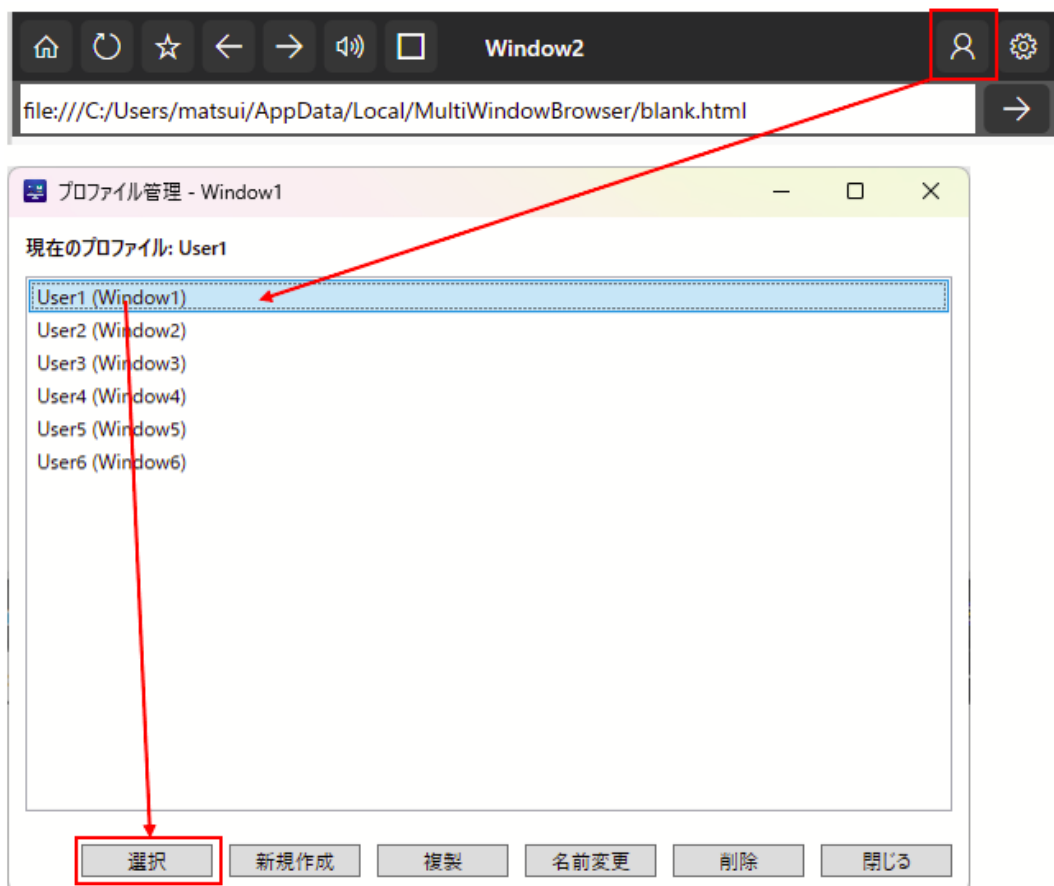 Window2
file:///C:/Users/matsui/AppData/Local/MultiWindowBrowser/blank.html
プロファイル管理 - Window1
現在のプロファイル: User1
User1 (Window1)
User2 (Window2)
User3 (Window3)
User4 (Window4)
User5 (Window5)
User6 (Window6)
選択 新規作成 複製 名前変更 削除 閉じる